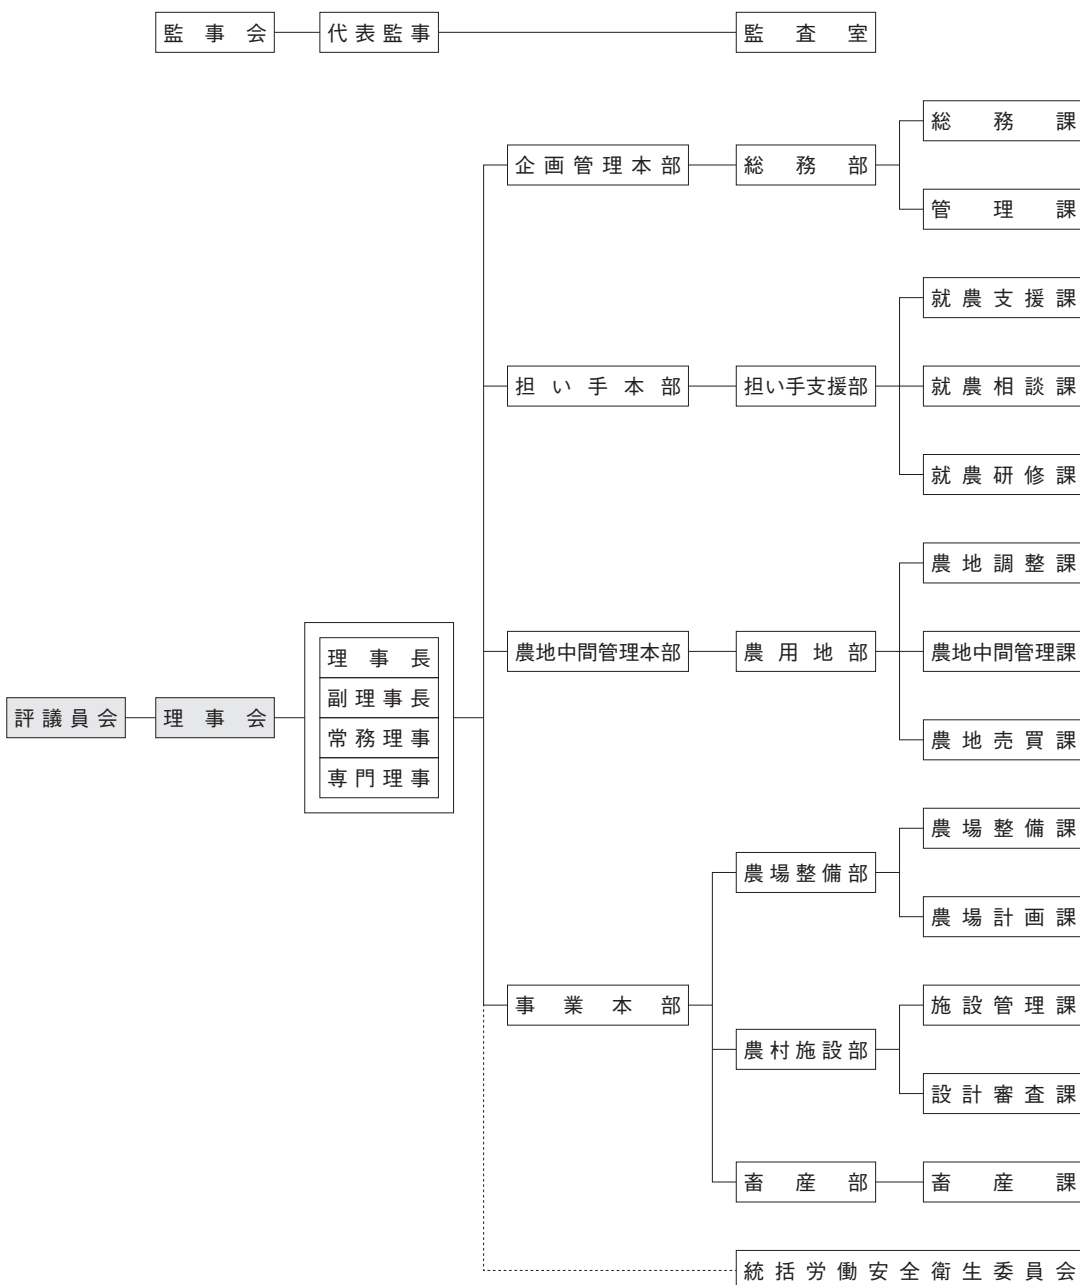 監事会
代表監事
監査室
企画管理本部
総務部
総務課
管理課
担い手本部
担い手支援部
就農支援課
就農相談課
就農研修課
評議員会
理事会
理事長
副理事長
常務理事
専門理事
農地中間管理本部
農用地部
農地調整課
農地中間管理課
農地売買課
事業本部
農場整備部
農場整備課
農場計画課
農村施設部
施設管理課
設計審査課
畜産部
畜産課
統括労働安全衛生委員会